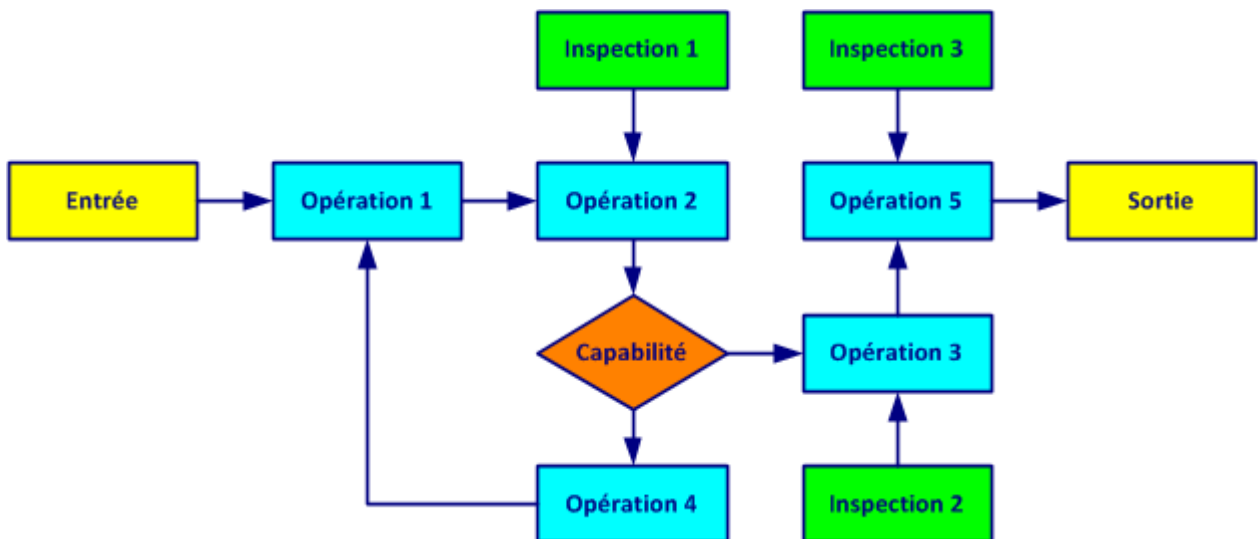 Inspection 1
Inspection 3
Entrée
Opération 1
Opération 2
Opération 5
Sortie
Capabilité
Opération 3
Opération 4
Inspection 2